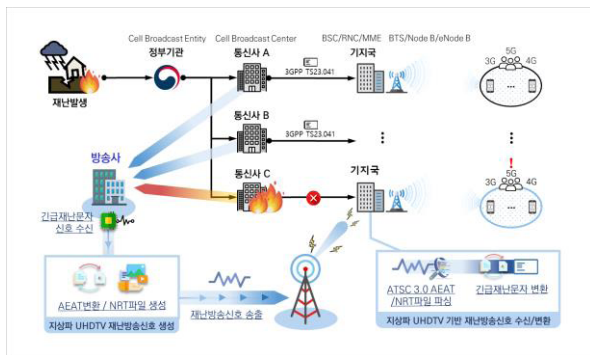 Cell Broadcast Entity
정부기관
Cell Broadcast Center
통신사 A
BSC/RNC/MME
BTS/Node B/eNode B
기지국
3GPP TS23.041
5G
3G
4G
...
재난발생
통신사 B
3GPP TS23.041
방송사
통신사 C
기지국
!
5G
3G
4G
...
긴급재난문자
신호 수신
AEAT변환 / NRT파일 생성
지상파 UHDTV 재난방송신호 생성
재난방송신호 송출
ATSC 3.0 AEAT
/NRT파일 파싱
긴급재난문자 변환
지상파 UHDTV 기반 재난방송신호 수신/변환